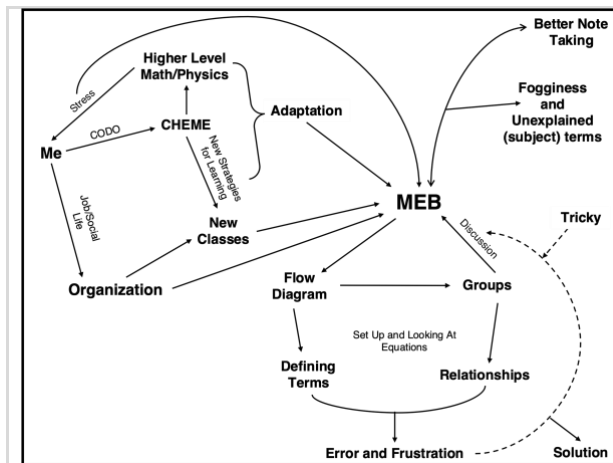 Better Note
Taking
Higher Level
Math/Physics
Fogginess
and
Unexplained
(subject) terms
Stress
Adaptation
CODO
CHEME
Me
New Strategies
for Learning
MEB
Job/Social
Life
New
Classes
Discussion
Tricky
Organization
Flow
Diagram
Groups
Set Up and Looking At
Equations
Defining
Terms
Relationships
Error and Frustration
Solution